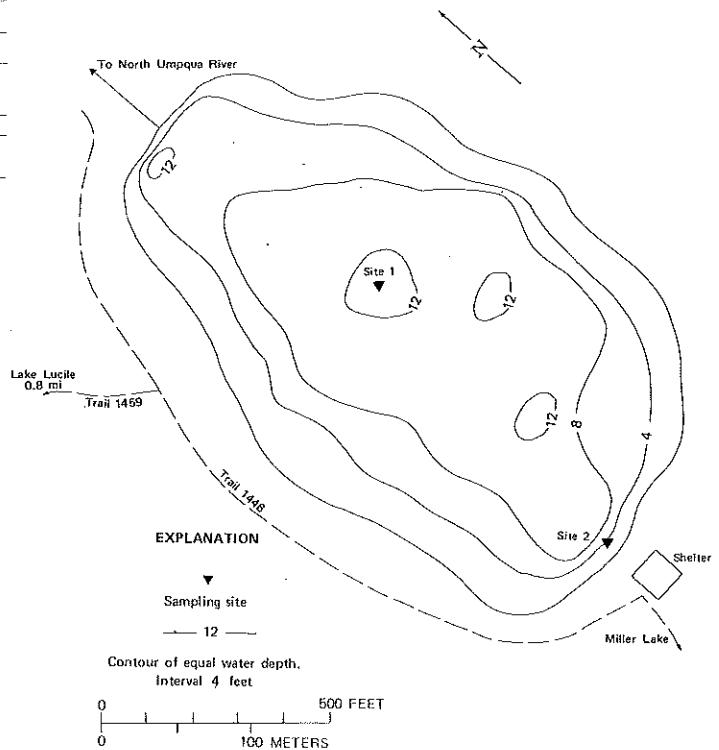 N
To North Umpqua River
12
Site 1
12
12
Lake Lucile
0.8 mi
Trail 1459
12
8
4
Trail 1448
Site 2
EXPLANATION
Shelter
Sampling site
12
Miller Lake
Contour of equal water depth.
Interval 4 feet
0 500 FEET
0 100 METERS